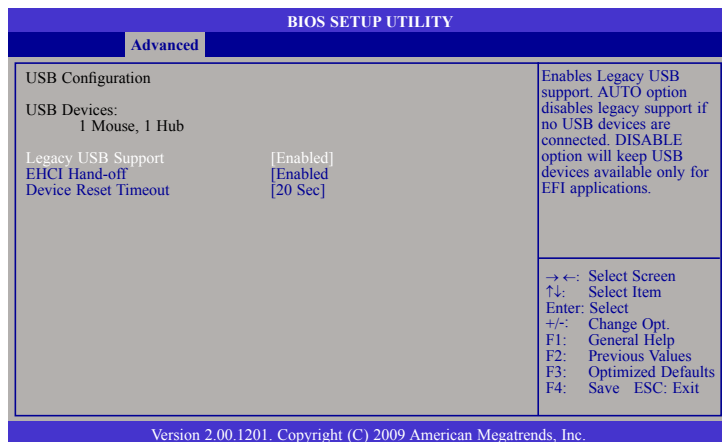 BIOS SETUP UTILITY
Advanced
USB Configuration
USB Devices:
1 Mouse, 1 Hub
Legacy USB Support [Enabled]
EHCI Hand-off [Enabled
Device Reset Timeout [20 Sec]
Enables Legacy USB
support. AUTO option
disables legacy support if
no USB devices are
connected. DISABLE
option will keep USB
devices available only for
EFI applications.
→←: Select Screen
↑↓: Select Item
Enter: Select
+/-: Change Opt.
F1: General Help
F2: Previous Values
F3: Optimized Defaults
F4: Save ESC: Exit
Version 2.00.1201. Copyright (C) 2009 American Megatrends, Inc.